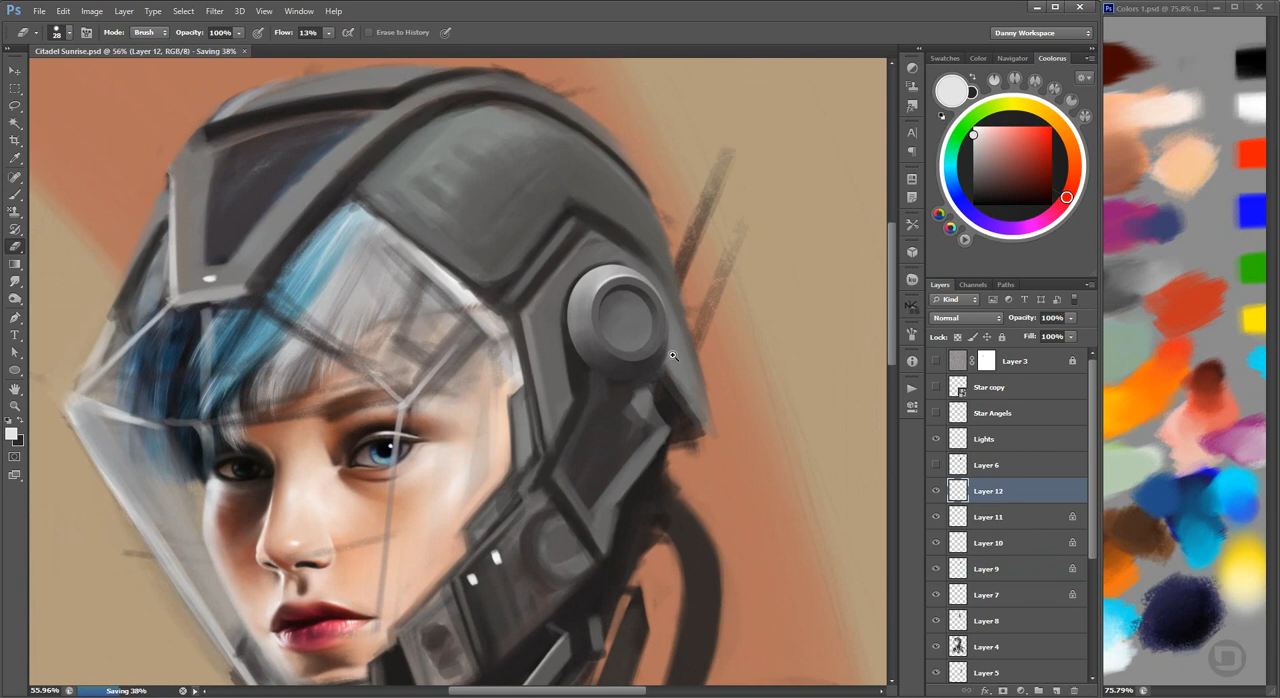 Ps File Edit Image Layer Type Select Filter 3D View Window Help
Ps Colors 1.psd @ 75.8% (L...
28 Mode: Brush Opacity: 100% Flow: 13% Erase to History Danny Workspace
Citadel Sunrise.psd @ 56% (Layer 12, RGB/8) - Saving 38% ×
Swatches Color Navigator Coolorus
Layers Channels Paths
Kind
Normal Opacity: 100%
Lock: Fill: 100%
Layer 3
Star copy
Star Angels
Lights
Layer 6
Layer 12
Layer 11
Layer 10
Layer 9
Layer 7
Layer 8
Layer 4
Layer 5
55.96% Saving 38%
75.79%